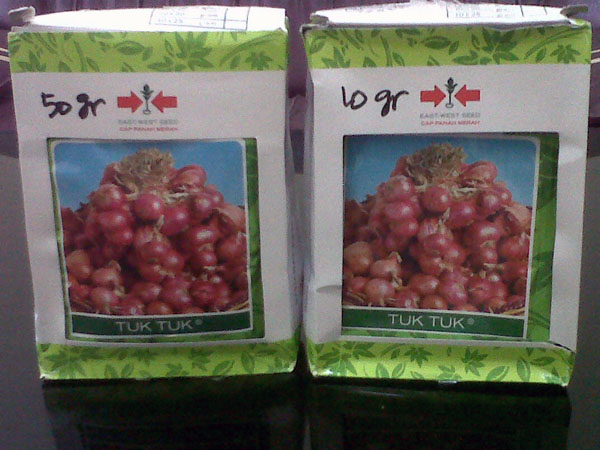 50 gr
EAST-WEST SEED
CAP PANAH MERAH
TUK TUK®
10 gr
EAST-WEST SEED
CAP PANAH MERAH
TUK TUK®